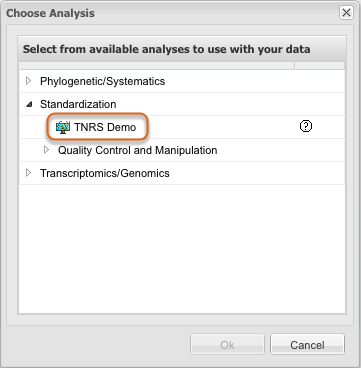 Choose Analysis
Select from available analyses to use with your data
Phylogenetic/Systematics
Standardization
TNRS Demo
?
Quality Control and Manipulation
Transcriptomics/Genomics
Ok
Cancel